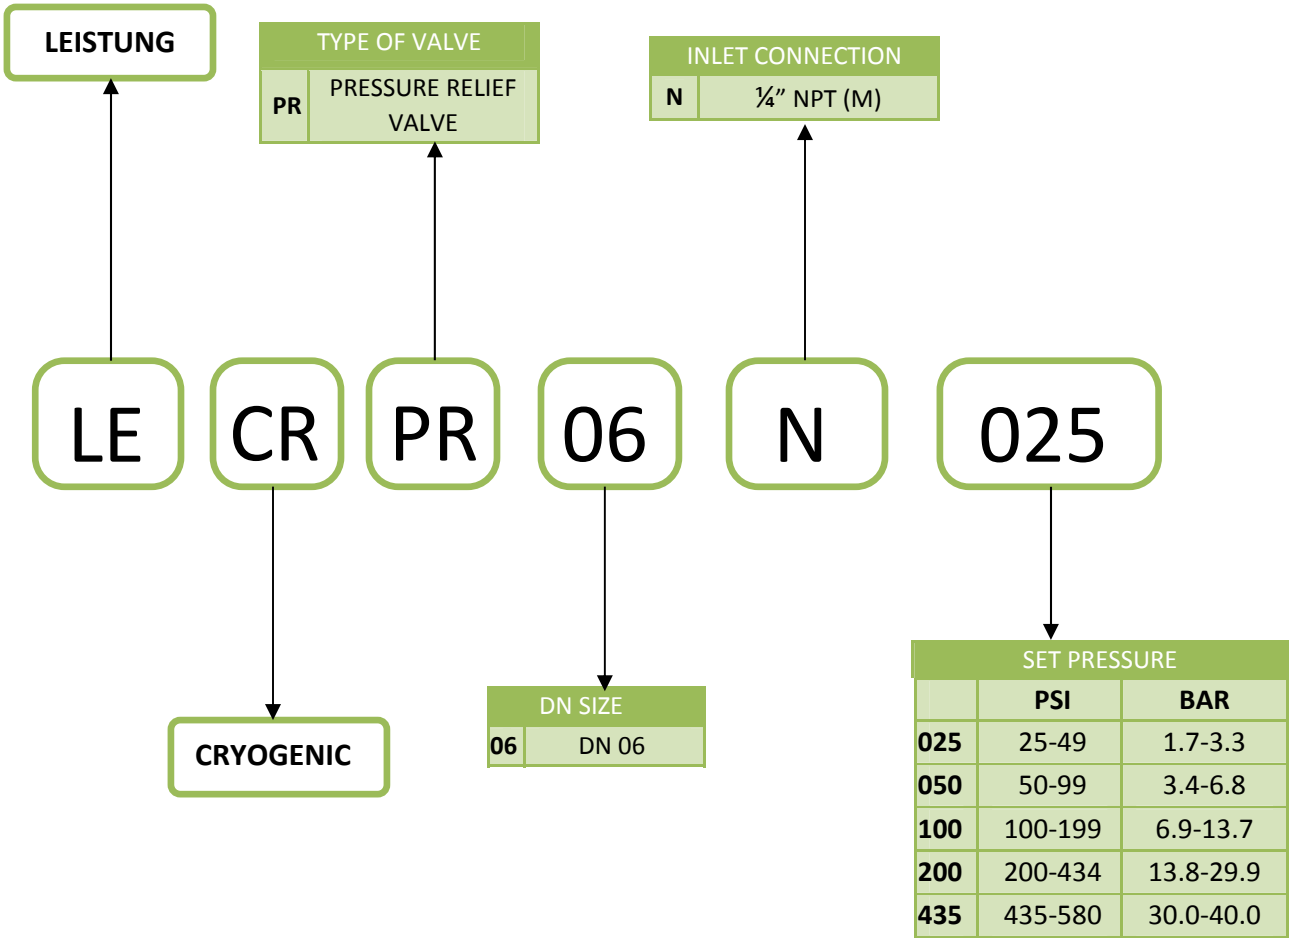 LEISTUNG
TYPE OF VALVE
PR PRESSURE RELIEF
VALVE
INLET CONNECTION
N ¼” NPT (M)
LE CR PR 06 N 025
CRYOGENIC
DN SIZE
06 DN 06
SET PRESSURE
PSI BAR
025 25-49 1.7-3.3
050 50-99 3.4-6.8
100 100-199 6.9-13.7
200 200-434 13.8-29.9
435 435-580 30.0-40.0